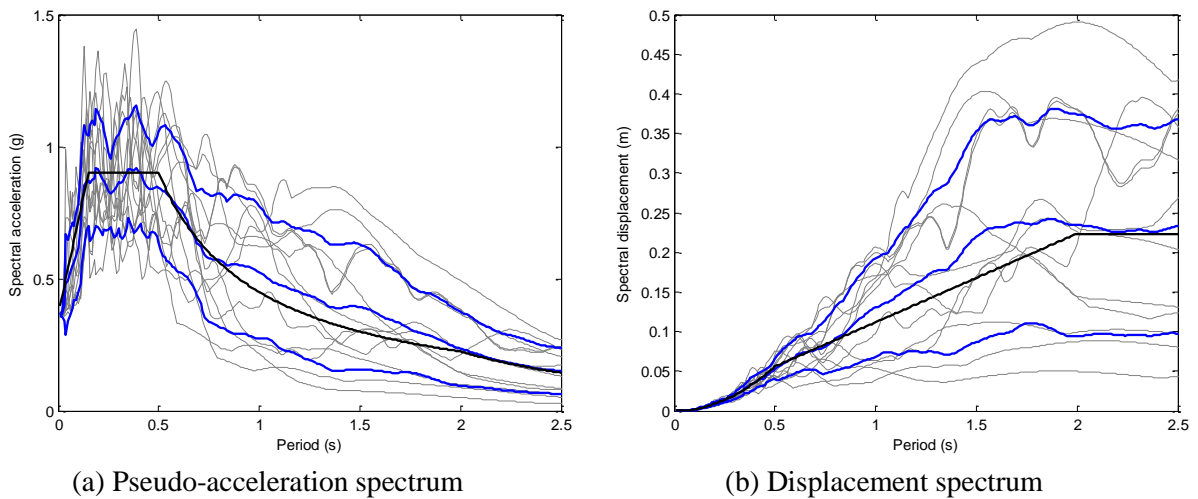 1.5
1
0.5
0
Spectral acceleration (g)
0 0.5 1 1.5 2 2.5
Period (s)
(a) Pseudo-acceleration spectrum
0.5
0.45
0.4
0.35
0.3
0.25
0.2
0.15
0.1
0.05
0
Spectral displacement (m)
0 0.5 1 1.5 2 2.5
Period (s)
(b) Displacement spectrum